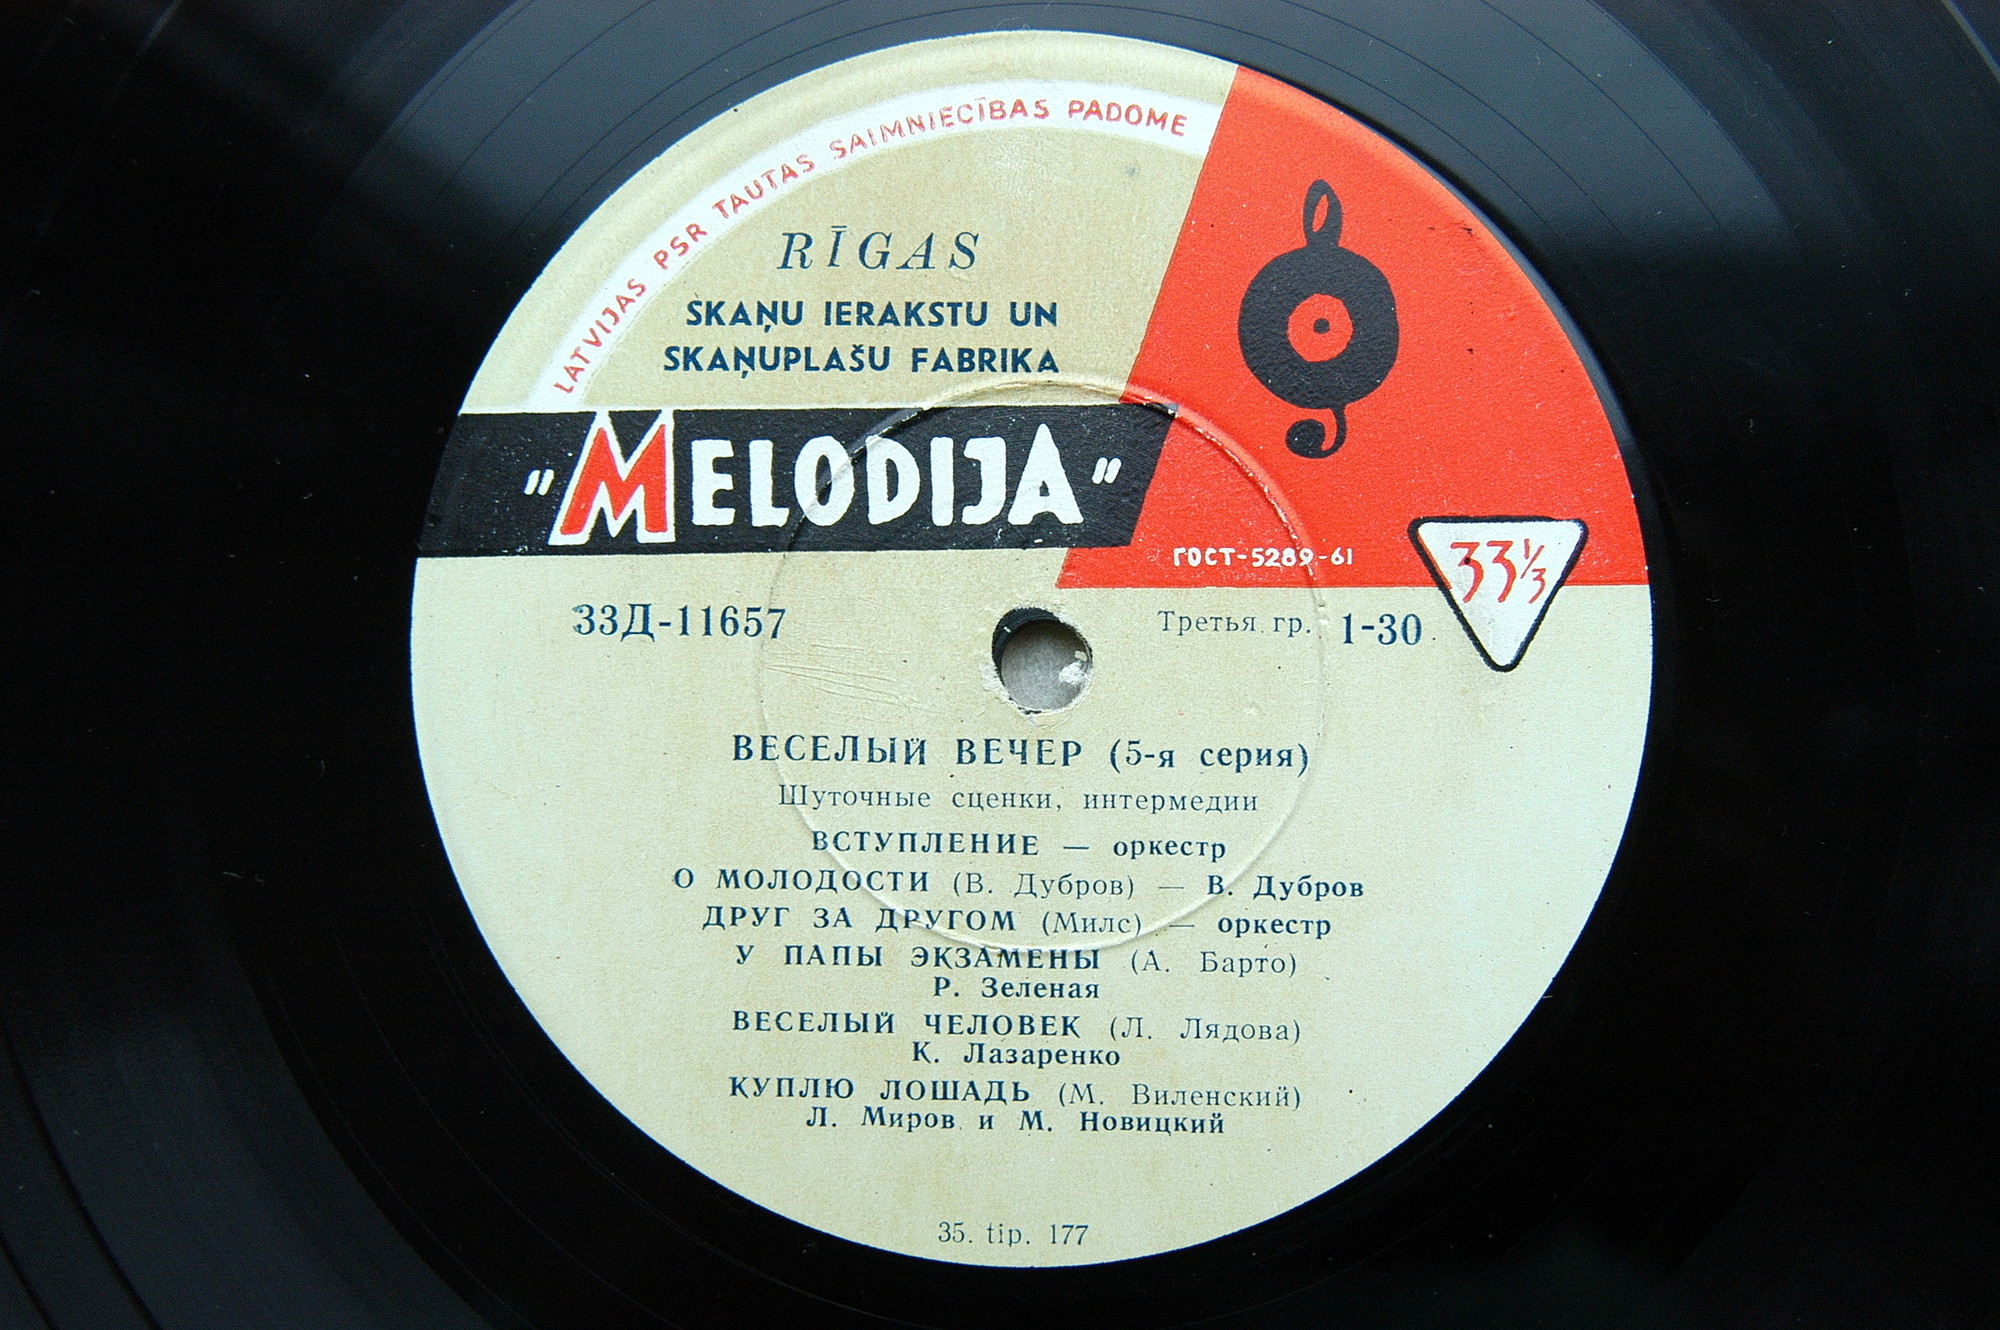 LATVIJAS PSR TAUTAS SAIMNIECĪBAS PADOME
RĪGAS
SKAŅU IERAKSTU UN
SKAŅUPLAŠU FABRIKA
"MELODIJA"
ГОСТ-5289-61
33⅓
33Д-11657
Третья гр. 1-30
ВЕСЕЛЫЙ ВЕЧЕР (5-я серия)
Шуточные сценки, интермедии
ВСТУПЛЕНИЕ — оркестр
О МОЛОДОСТИ (В. Дубров) — В. Дубров
ДРУГ ЗА ДРУГОМ (Милс) — оркестр
У ПАПЫ ЭКЗАМЕНЫ (А. Барто)
Р. Зеленая
ВЕСЕЛЫЙ ЧЕЛОВЕК (Л. Лядова)
К. Лазаренко
КУПЛЮ ЛОШАДЬ (М. Виленский)
Л. Миров и М. Новицкий
35. tip. 177